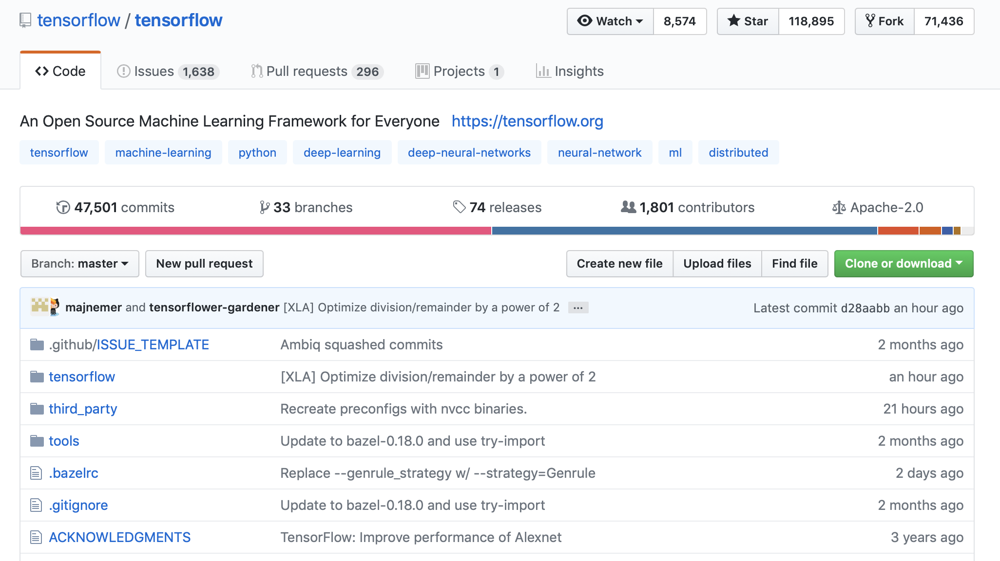 tensorflow / tensorflow Watch 8,574 Star 118,895 Fork 71,436
Code Issues 1,638 Pull requests 296 Projects 1 Insights
An Open Source Machine Learning Framework for Everyone https://tensorflow.org
tensorflow machine-learning python deep-learning deep-neural-networks neural-network ml distributed
47,501 commits 33 branches 74 releases 1,801 contributors Apache-2.0
Branch: master New pull request Create new file Upload files Find file Clone or download
majnemer and tensorflower-gardener [XLA] Optimize division/remainder by a power of 2 ... Latest commit d28aabb an hour ago
.github/ISSUE_TEMPLATE Ambiq squashed commits 2 months ago
tensorflow [XLA] Optimize division/remainder by a power of 2 an hour ago
third_party Recreate preconfigs with nvcc binaries. 21 hours ago
tools Update to bazel-0.18.0 and use try-import 2 months ago
.bazelrc Replace --genrule_strategy w/ --strategy=Genrule 2 days ago
.gitignore Update to bazel-0.18.0 and use try-import 2 months ago
ACKNOWLEDGMENTS TensorFlow: Improve performance of Alexnet 3 years ago